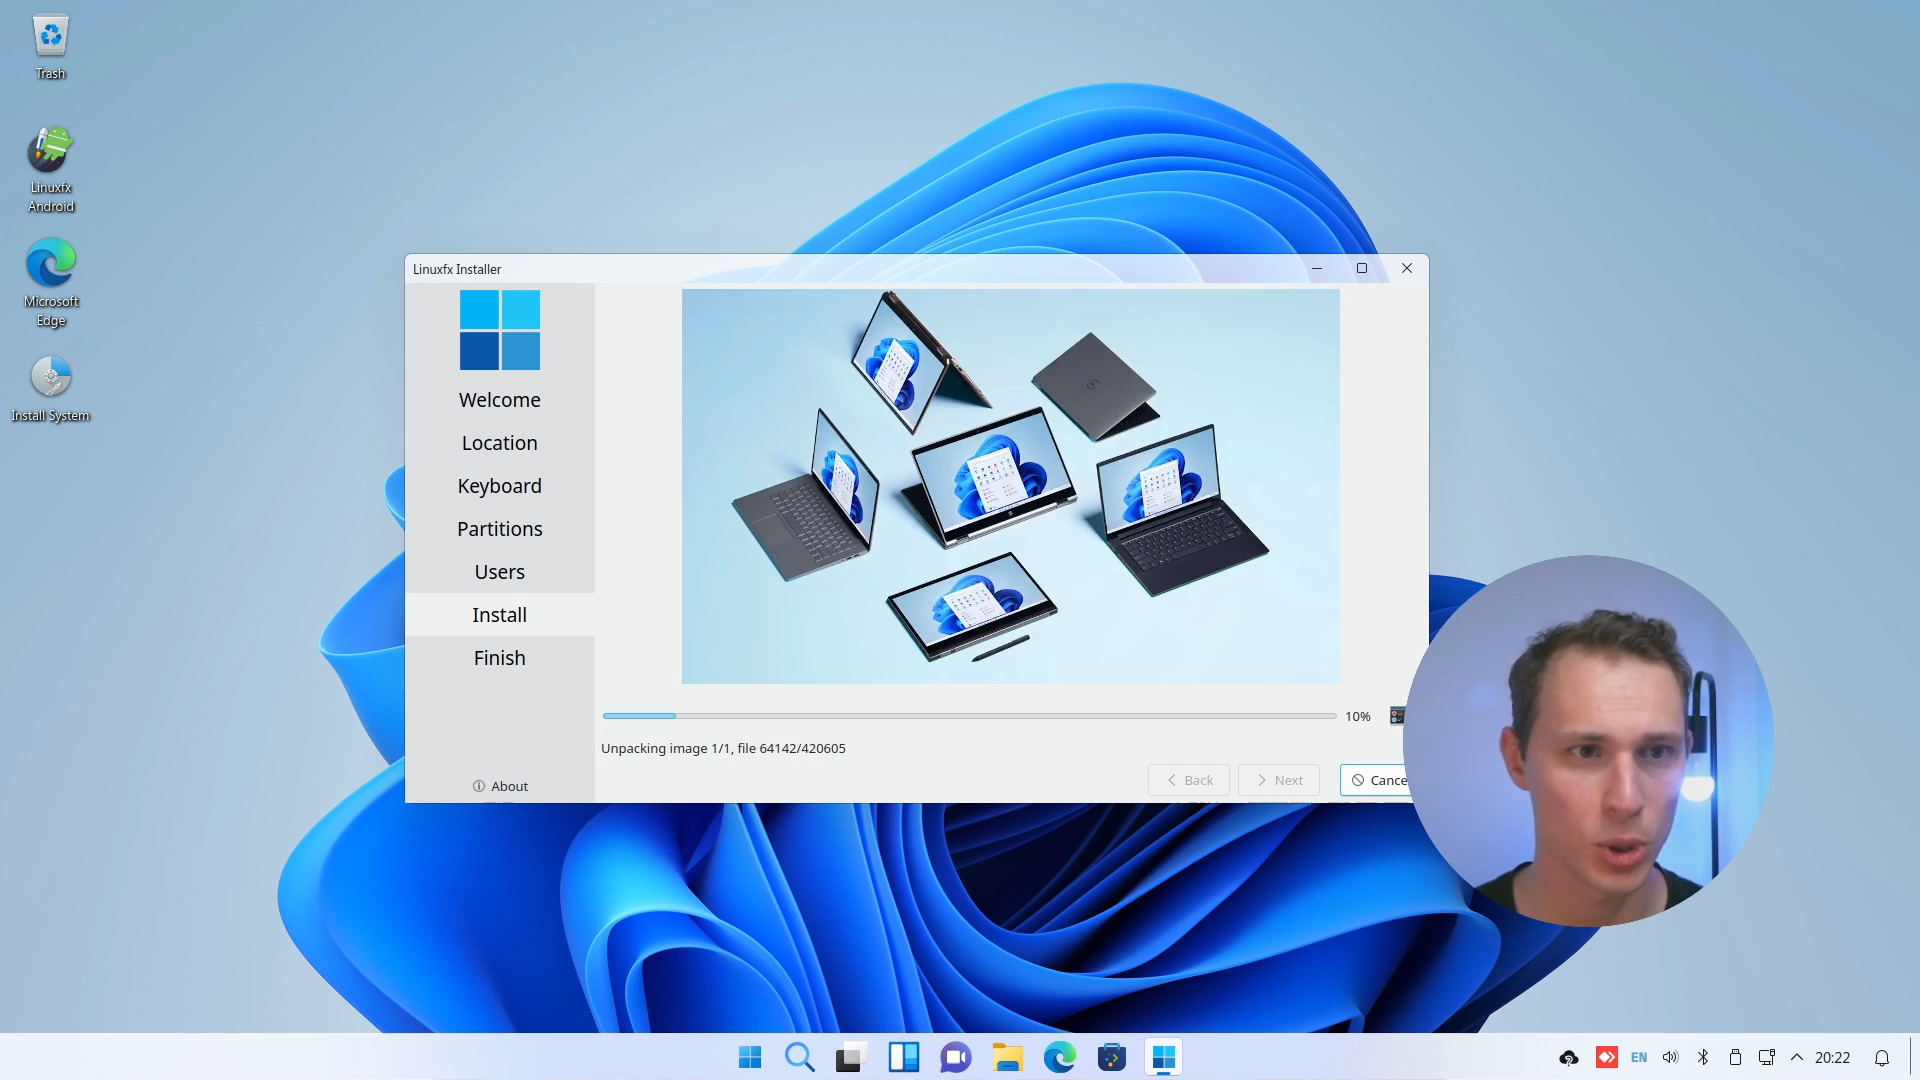 Trash
Linuxfx
Android
Microsoft
Edge
Install System
Linuxfx Installer
Welcome
Location
Keyboard
Partitions
Users
Install
Finish
About
10%
Unpacking image 1/1, file 64142/420605
Back
Next
Cance
EN
20:22